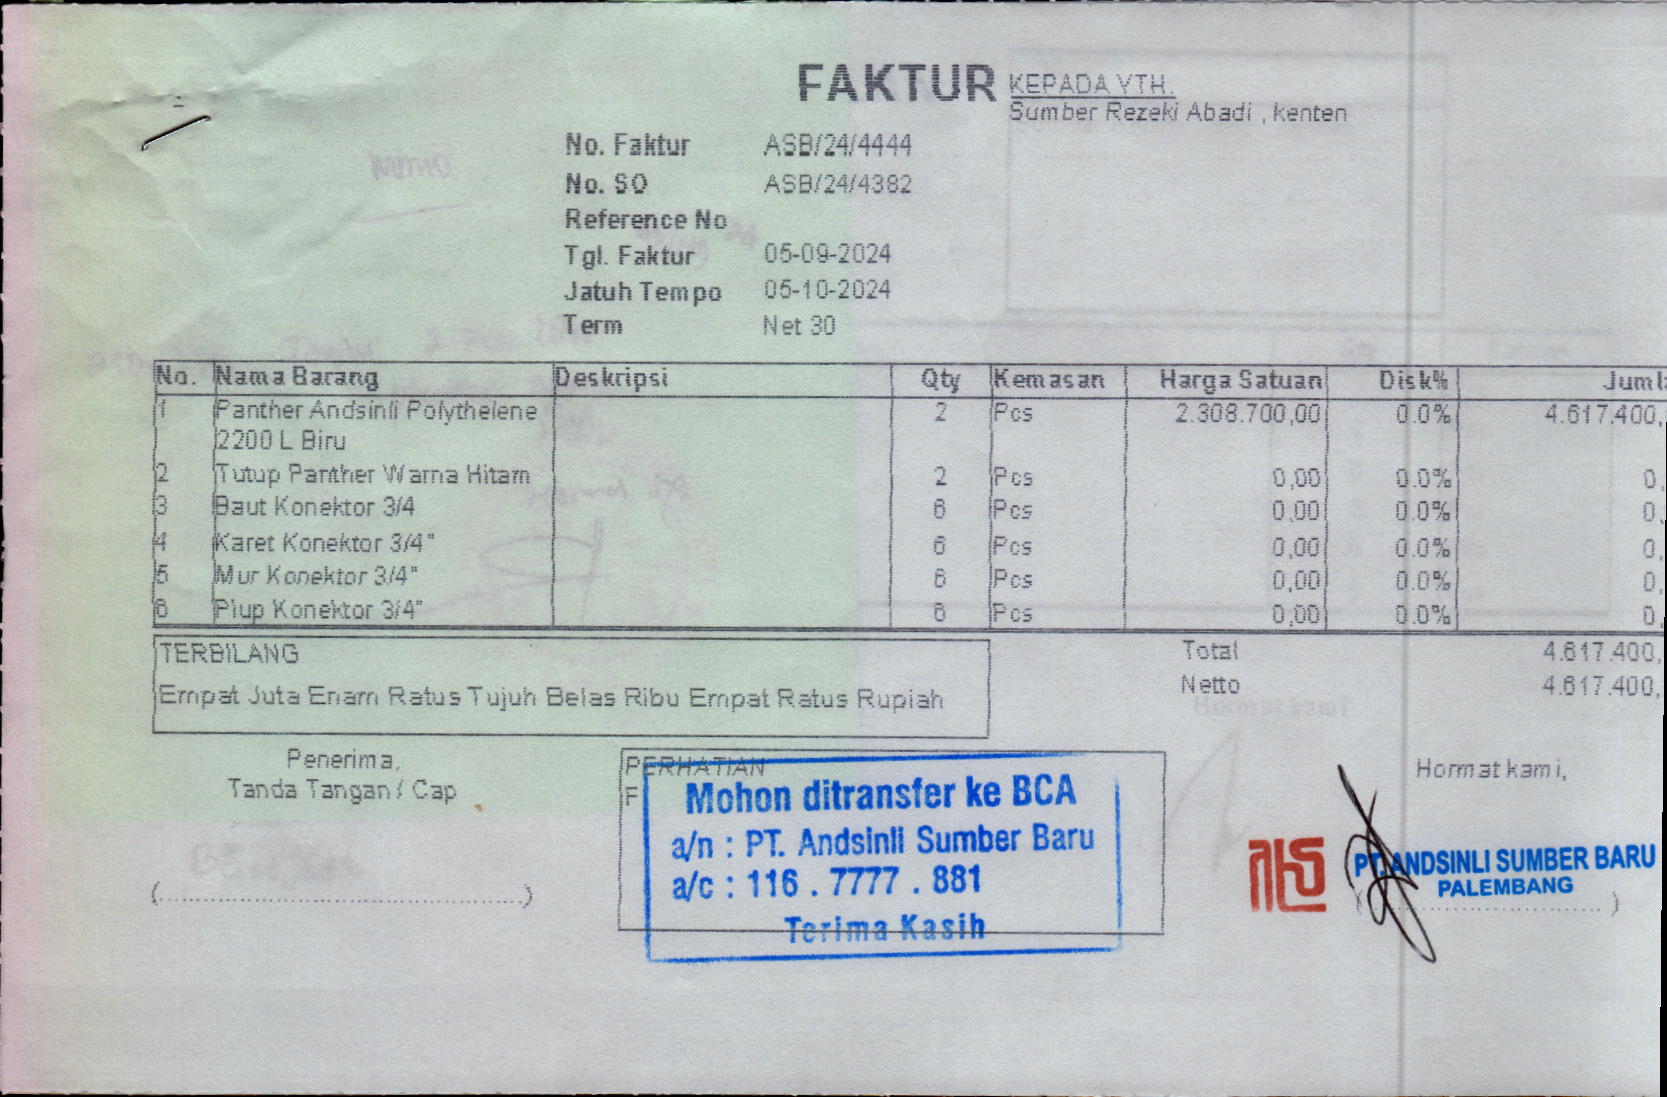 FAKTUR
KEPADA YTH.
Sumber Rezeki Abadi , kenten
No. Faktur ASB/24/4444
No. SO ASB/24/4382
Reference No
Tgl. Faktur 05-09-2024
Jatuh Tempo 05-10-2024
Term Net 30
No. Nama Barang Deskripsi Qty Kemasan Harga Satuan Disk% Jumla
1 Panther Andsinli Polythelene 2 Pcs 2.308.700,00 0.0% 4.617.400,
2200 L Biru
2 Tutup Panther Warna Hitam 2 Pcs 0,00 0.0% 0,
3 Baut Konektor 3/4 6 Pcs 0,00 0.0% 0,
4 Karet Konektor 3/4" 6 Pcs 0,00 0.0% 0,
5 Mur Konektor 3/4" 6 Pcs 0,00 0.0% 0,
6 Plup Konektor 3/4" 6 Pcs 0,00 0.0% 0,
TERBILANG
Empat Juta Enam Ratus Tujuh Belas Ribu Empat Ratus Rupiah
Total 4.617.400,
Netto 4.617.400,
Penerima,
Tanda Tangan / Cap
(..........................................)
PERHATIAN
F
Mohon ditransfer ke BCA
a/n : PT. Andsinli Sumber Baru
a/c : 116 . 7777 . 881
Terima Kasih
Hormat kami,
PT. ANDSINLI SUMBER BARU
PALEMBANG
(..............................)